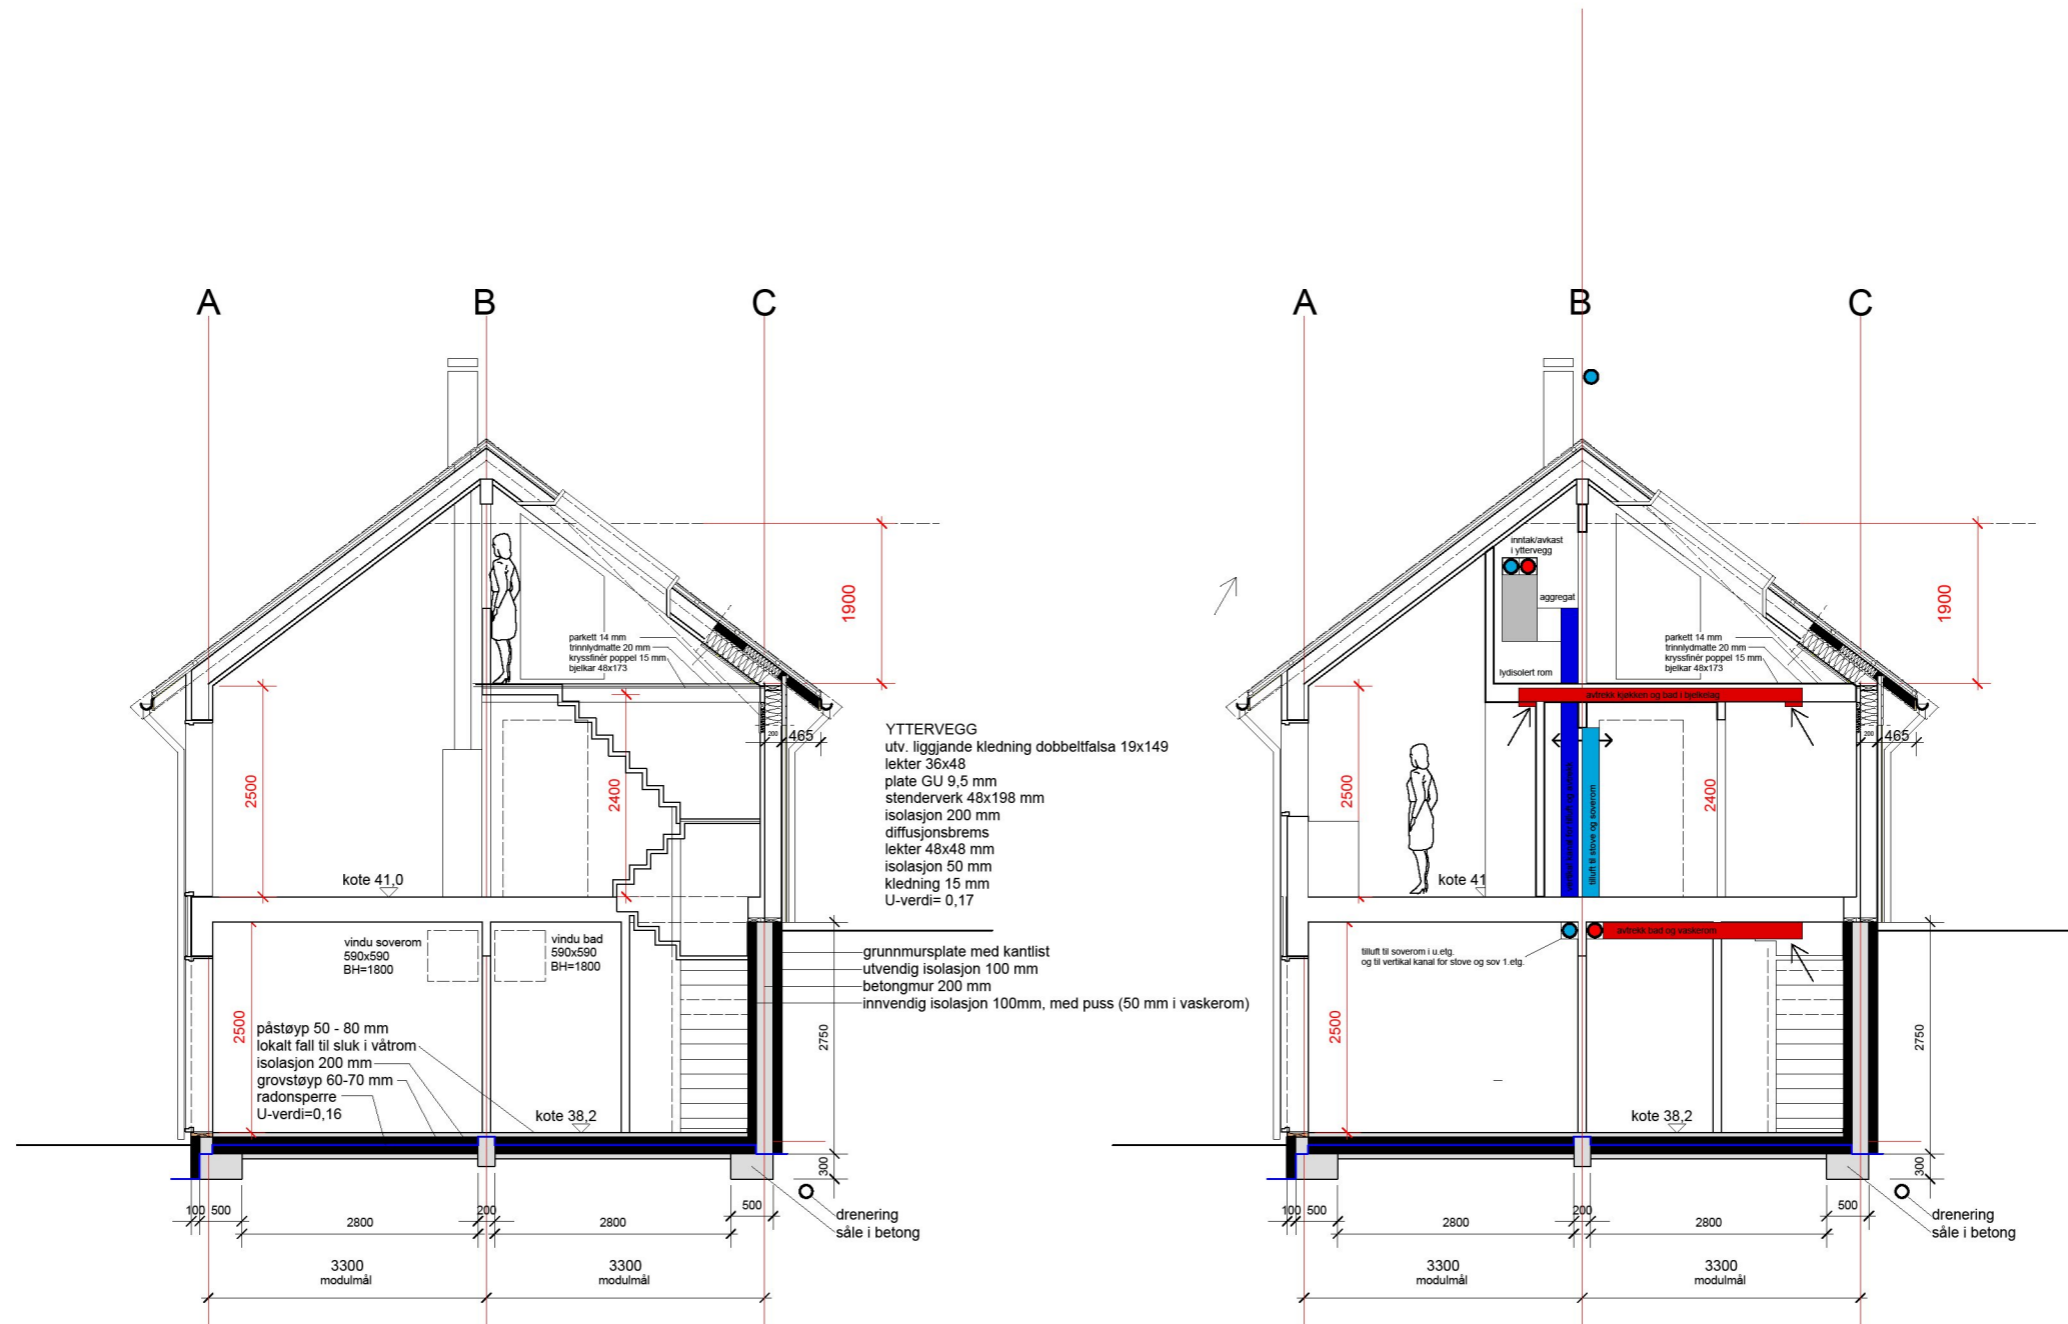 A
B
C
1900
parkett 14 mm
trinnlydmatte 20 mm
kryssfinér poppel 15 mm
bjelkar 48x173
200
465
2500
2400
kote 41,0
YTTERVEGG
utv. liggjande kledning dobbeltfalsa 19x149
lekter 36x48
plate GU 9,5 mm
stenderverk 48x198 mm
isolasjon 200 mm
diffusjonsbrems
lekter 48x48 mm
isolasjon 50 mm
kledning 15 mm
U-verdi= 0,17
vindu soverom
590x590
BH=1800
vindu bad
590x590
BH=1800
grunnmursplate med kantlist
utvendig isolasjon 100 mm
betongmur 200 mm
innvendig isolasjon 100mm, med puss (50 mm i vaskerom)
2500
påstøyp 50 - 80 mm
lokalt fall til sluk i våtrom
isolasjon 200 mm
grovstøyp 60-70 mm
radonsperre
U-verdi=0,16
kote 38,2
2750
300
100
500
2800
200
2800
500
drenering
såle i betong
3300
modulmål
3300
modulmål
A
B
C
inntak/avkast
i yttervegg
aggregat
lydisolert rom
1900
parkett 14 mm
trinnlydmatte 20 mm
kryssfinér poppel 15 mm
bjelkar 48x173
avtrekk kjøkken og bad i bjelkelag
200
465
2500
2400
tilluft til stove og soverom
kote 41
avtrekk bad og vaskerom
tilluft til soverom i u.etg.
og til vertikal kanal for stove og sov 1.etg.
2500
2750
kote 38,2
300
100
500
2800
200
2800
500
drenering
såle i betong
3300
modulmål
3300
modulmål